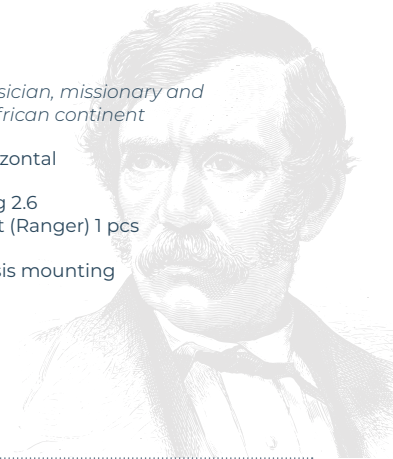 sician, missionary and
frican continent
zontal
g 2.6
t (Ranger) 1 pcs
sis mounting